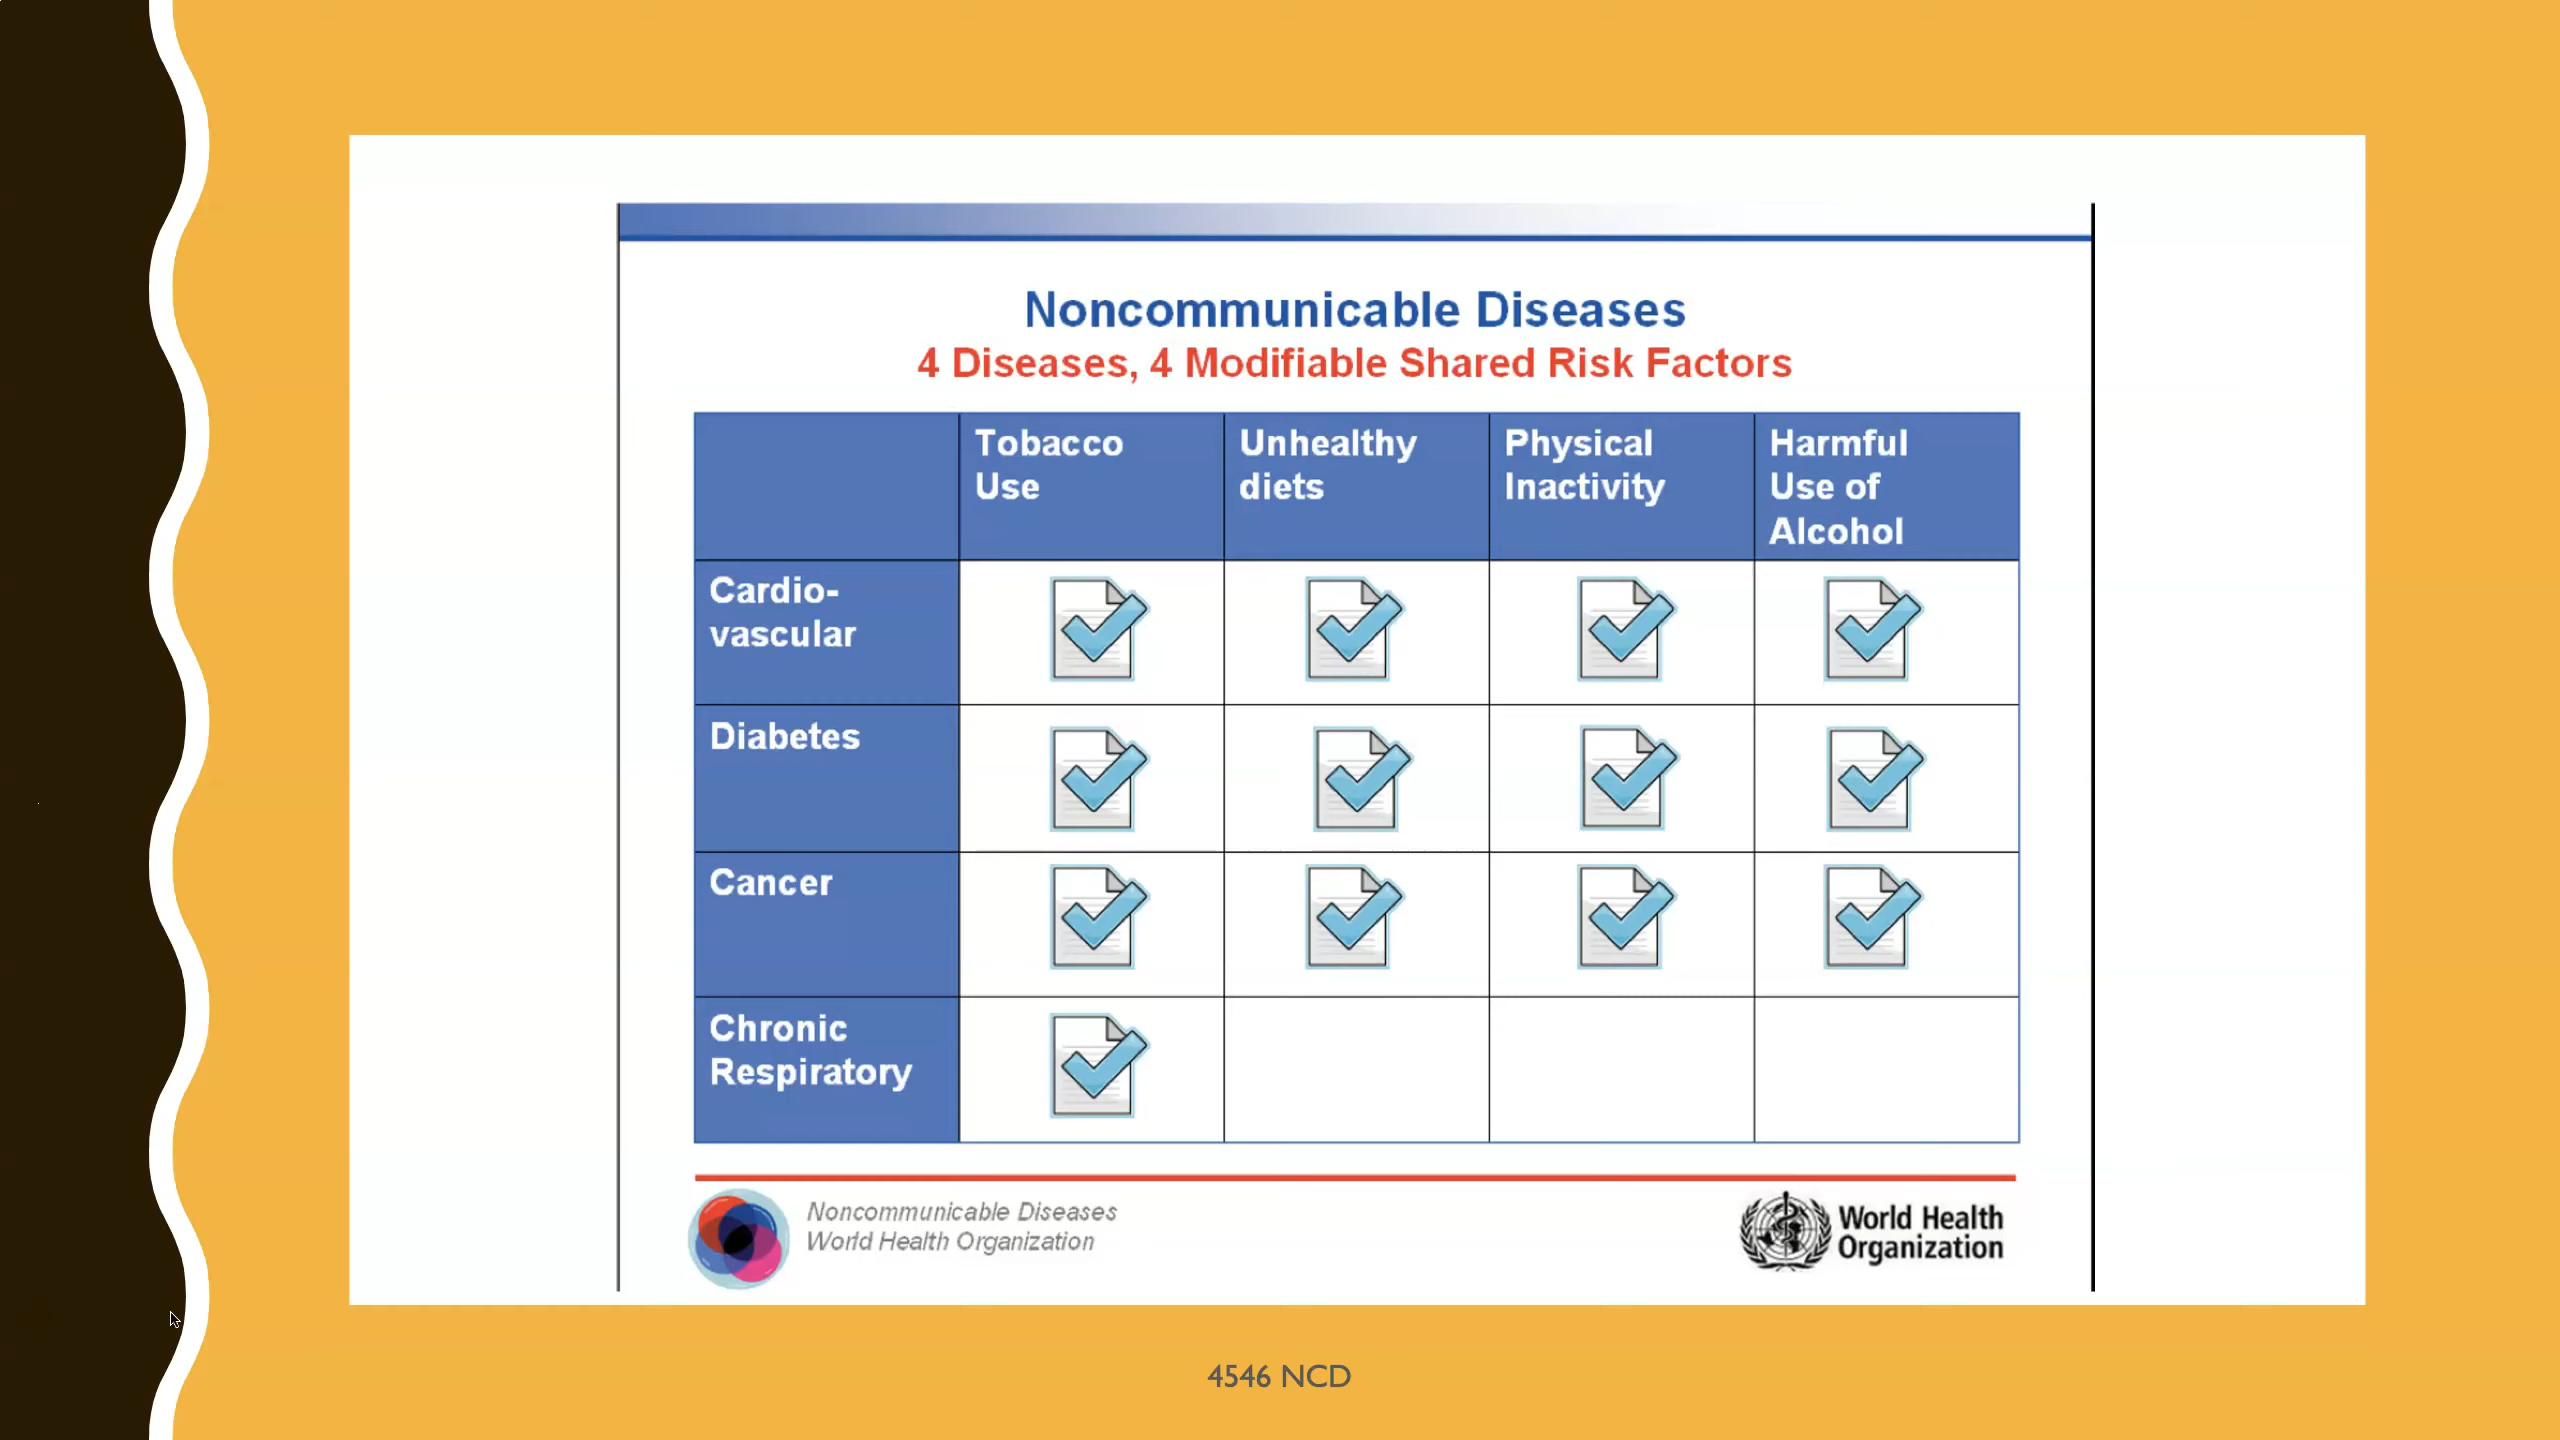 Noncommunicable Diseases
4 Diseases, 4 Modifiable Shared Risk Factors
Tobacco
Use
Unhealthy
diets
Physical
Inactivity
Harmful
Use of
Alcohol
Cardio-
vascular
Diabetes
Cancer
Chronic
Respiratory
Noncommunicable Diseases
World Health Organization
World Health
Organization
4546 NCD